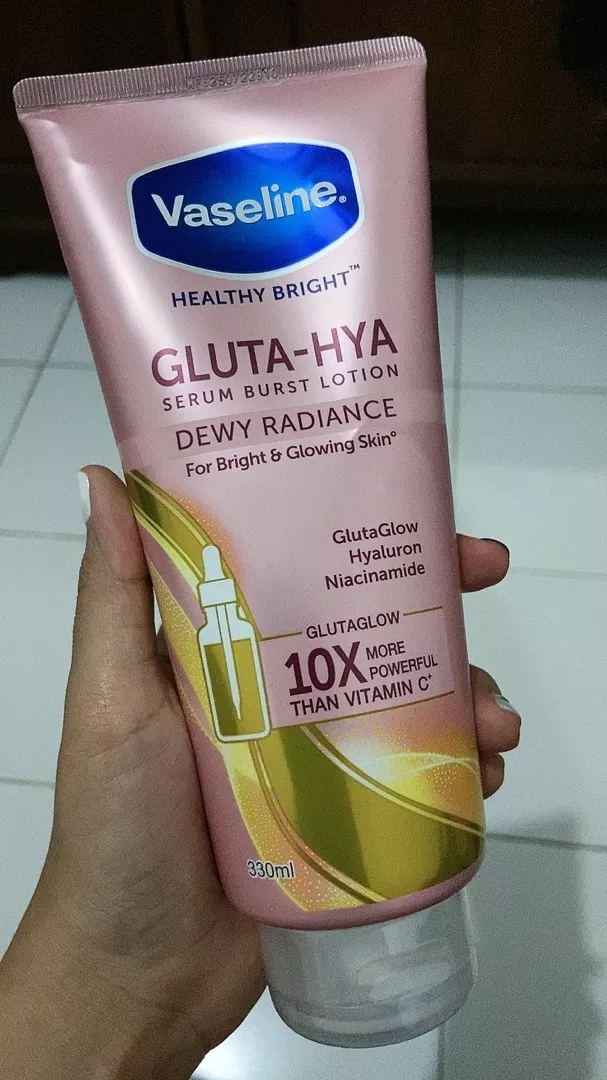 Vaseline®
HEALTHY BRIGHT™
GLUTA-HYA
SERUM BURST LOTION
DEWY RADIANCE
For Bright & Glowing Skin°
GlutaGlow
Hyaluron
Niacinamide
GLUTAGLOW
10X MORE
POWERFUL
THAN VITAMIN C⁺
330ml